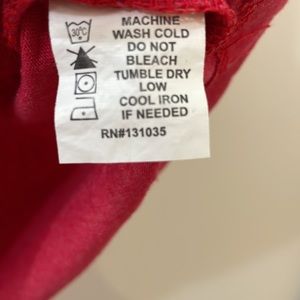 MACHINE
30°C WASH COLD
DO NOT
BLEACH
TUMBLE DRY
LOW
COOL IRON
IF NEEDED
RN#131035